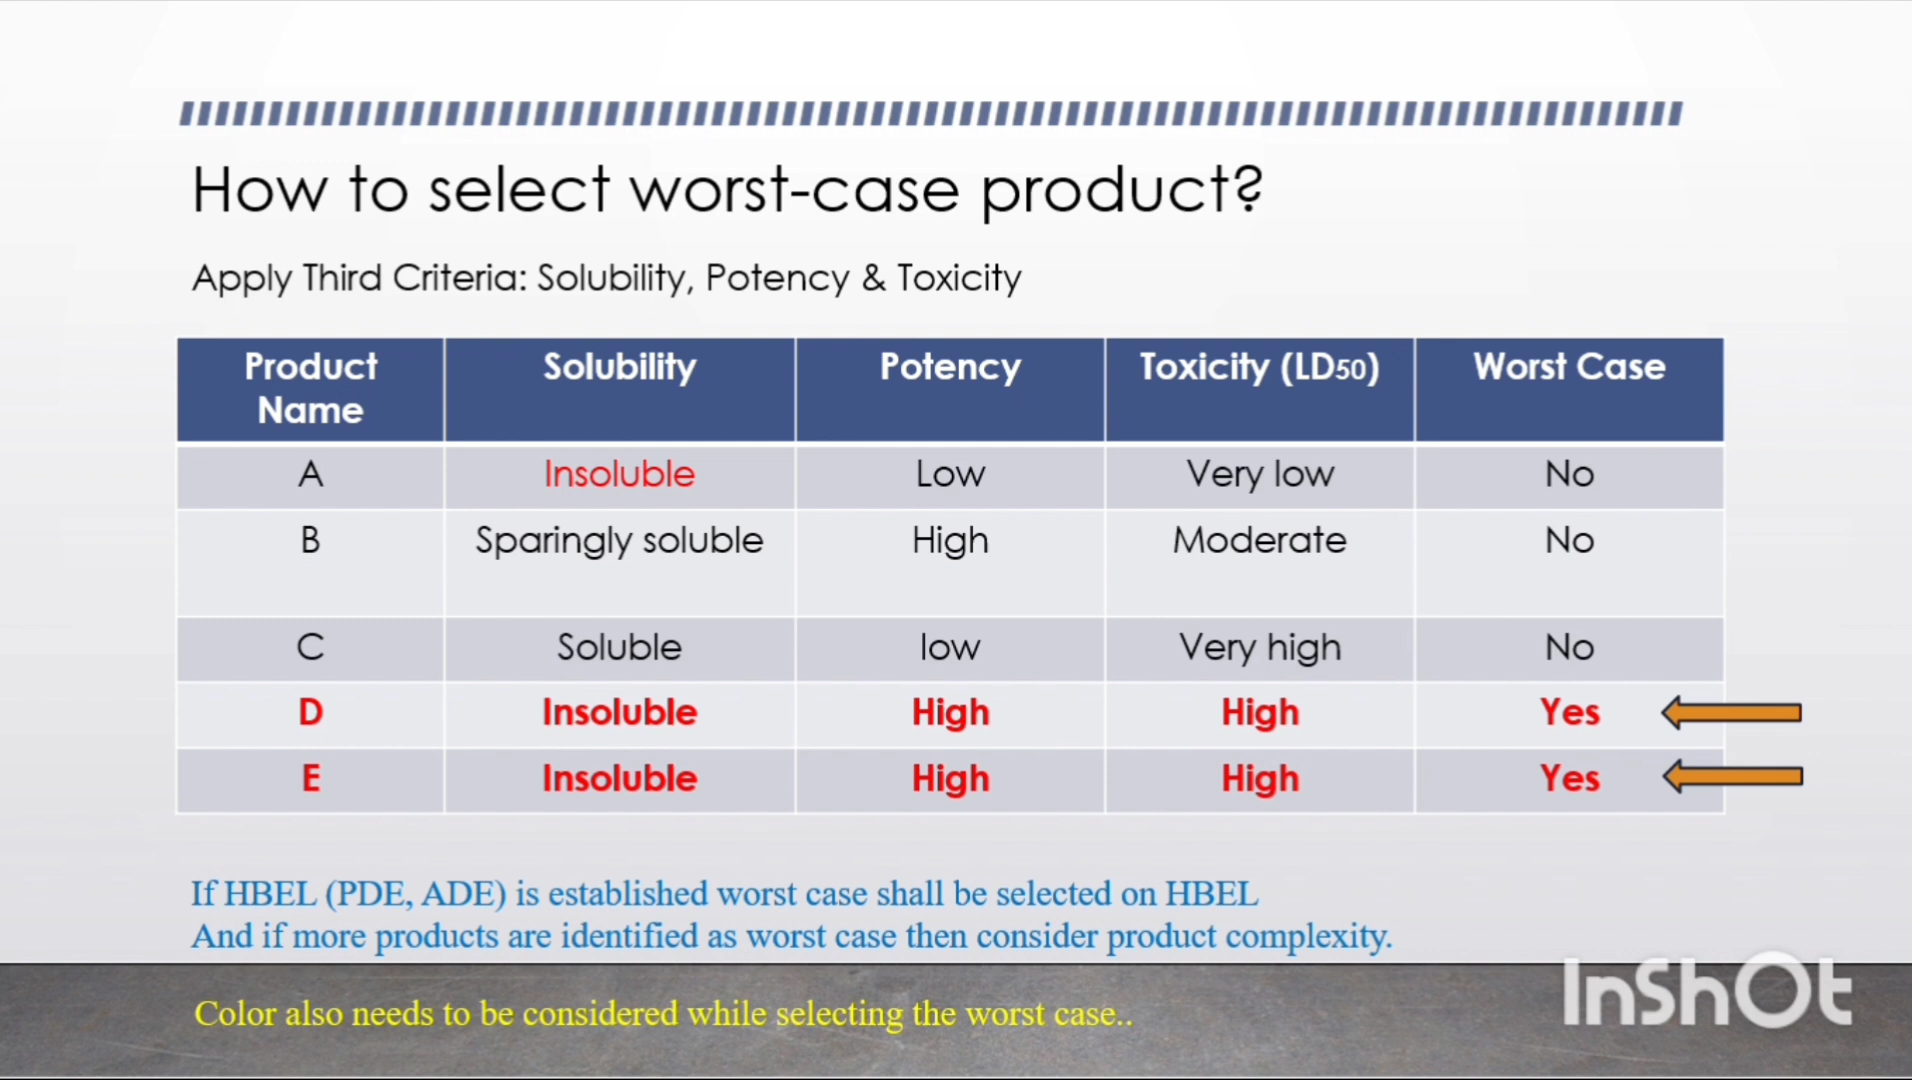 How to select worst-case product?
Apply Third Criteria: Solubility, Potency & Toxicity
Product Name Solubility Potency Toxicity (LD50) Worst Case
A Insoluble Low Very low No
B Sparingly soluble High Moderate No
C Soluble low Very high No
D Insoluble High High Yes
E Insoluble High High Yes
If HBEL (PDE, ADE) is established worst case shall be selected on HBEL
And if more products are identified as worst case then consider product complexity.
Color also needs to be considered while selecting the worst case..
InShOt